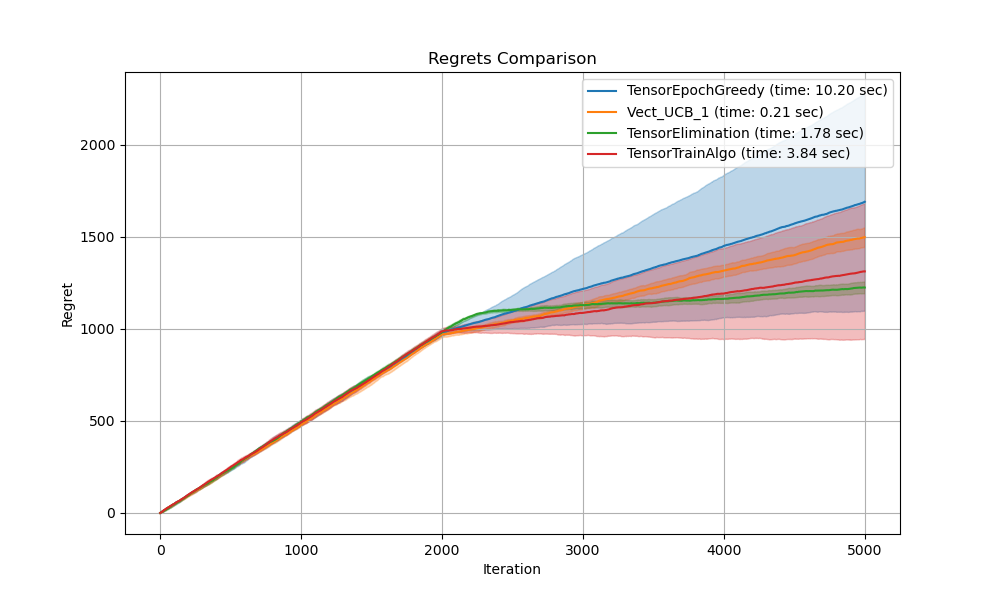 Regrets Comparison
TensorEpochGreedy (time: 10.20 sec)
Vect_UCB_1 (time: 0.21 sec)
TensorElimination (time: 1.78 sec)
TensorTrainAlgo (time: 3.84 sec)
Regret
2000
1500
1000
500
0
0 1000 2000 3000 4000 5000
Iteration